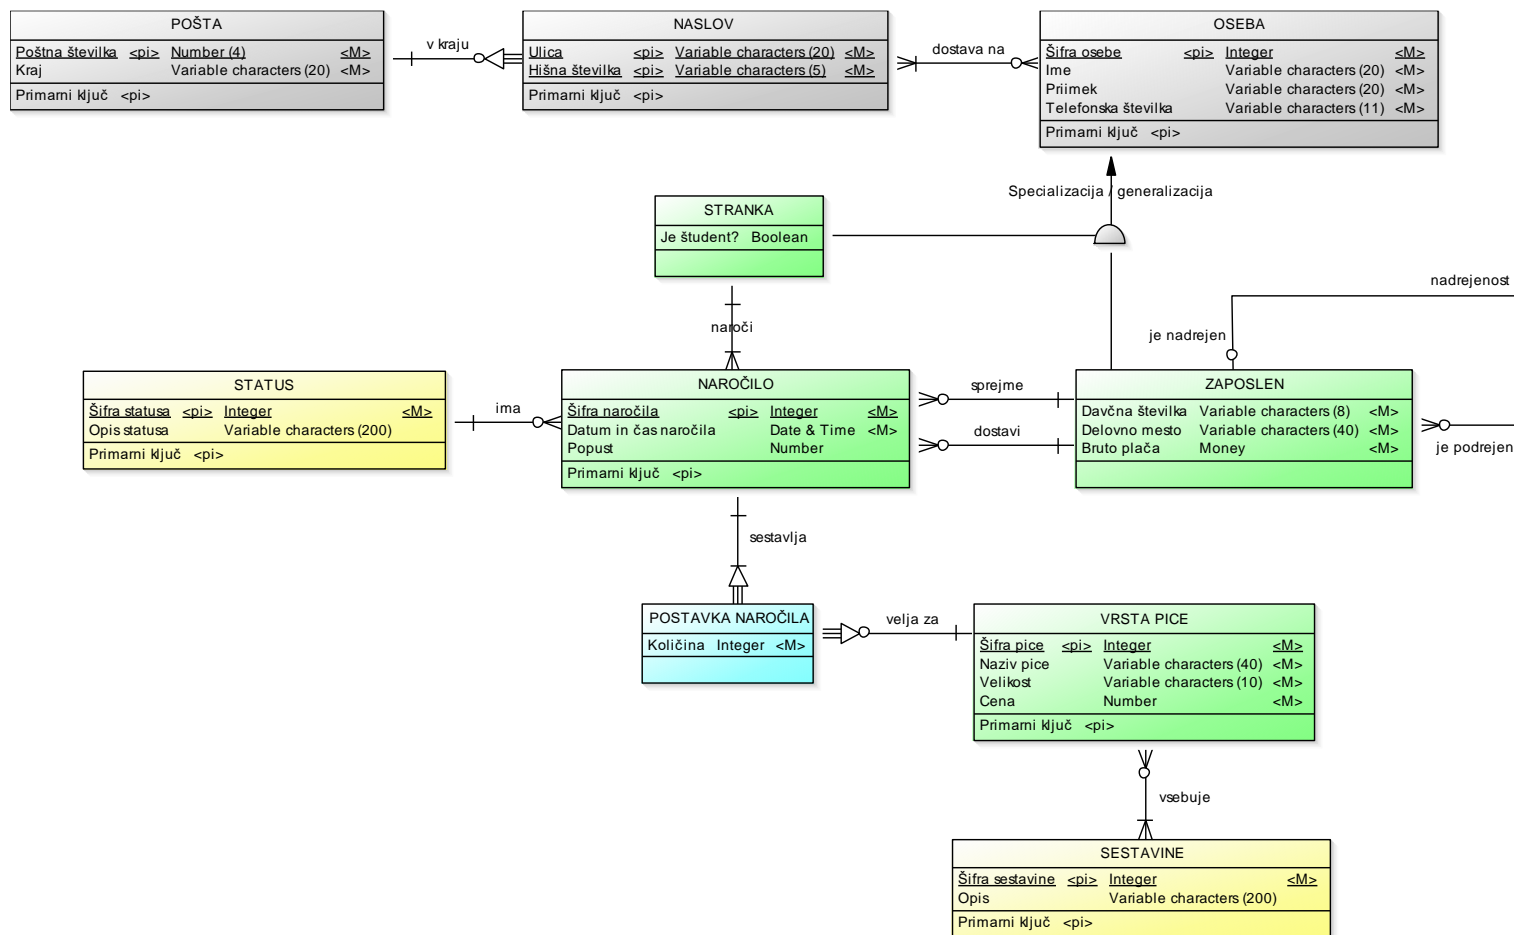 POŠTA
Poštna številka <pi> Number (4) <M>
Kraj Variable characters (20) <M>
Primarni ključ <pi>
v kraju
NASLOV
Ulica <pi> Variable characters (20) <M>
Hišna številka <pi> Variable characters (5) <M>
Primarni ključ <pi>
dostava na
OSEBA
Šifra osebe <pi> Integer <M>
Ime Variable characters (20) <M>
Priimek Variable characters (20) <M>
Telefonska številka Variable characters (11) <M>
Primarni ključ <pi>
Specializacija / generalizacija
STRANKA
Je študent? Boolean
nadrejenost
naroči
je nadrejen
STATUS
Šifra statusa <pi> Integer <M>
Opis statusa Variable characters (200)
Primarni ključ <pi>
ima
NAROČILO
Šifra naročila <pi> Integer <M>
Datum in čas naročila Date & Time <M>
Popust Number
Primarni ključ <pi>
sprejme
dostavi
ZAPOSLEN
Davčna številka Variable characters (8) <M>
Delovno mesto Variable characters (40) <M>
Bruto plača Money <M>
je podrejen
sestavlja
POSTAVKA NAROČILA
Količina Integer <M>
velja za
VRSTA PICE
Šifra pice <pi> Integer <M>
Naziv pice Variable characters (40) <M>
Velikost Variable characters (10) <M>
Cena Number <M>
Primarni ključ <pi>
vsebuje
SESTAVINE
Šifra sestavine <pi> Integer <M>
Opis Variable characters (200)
Primarni ključ <pi>